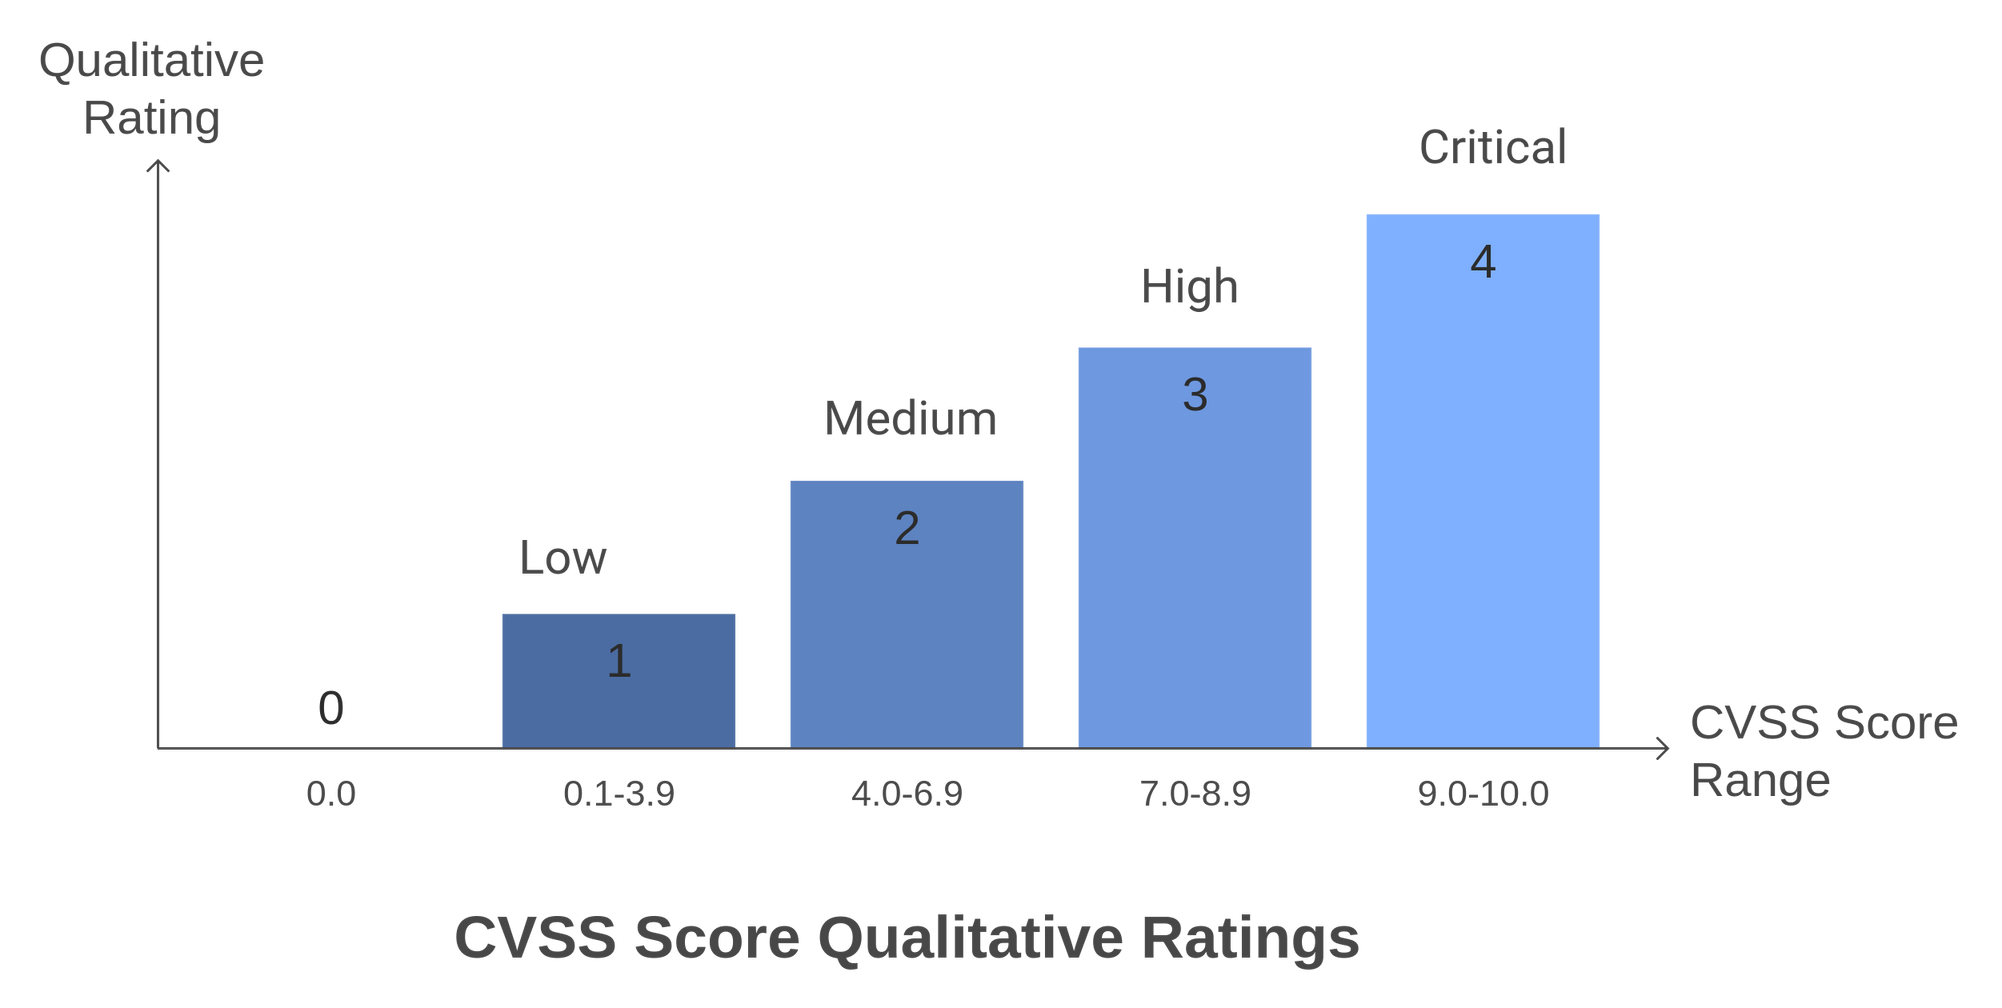 Qualitative
Rating
Critical
4
High
3
Medium
2
Low
1
0
CVSS Score
Range
0.0
0.1-3.9
4.0-6.9
7.0-8.9
9.0-10.0
CVSS Score Qualitative Ratings